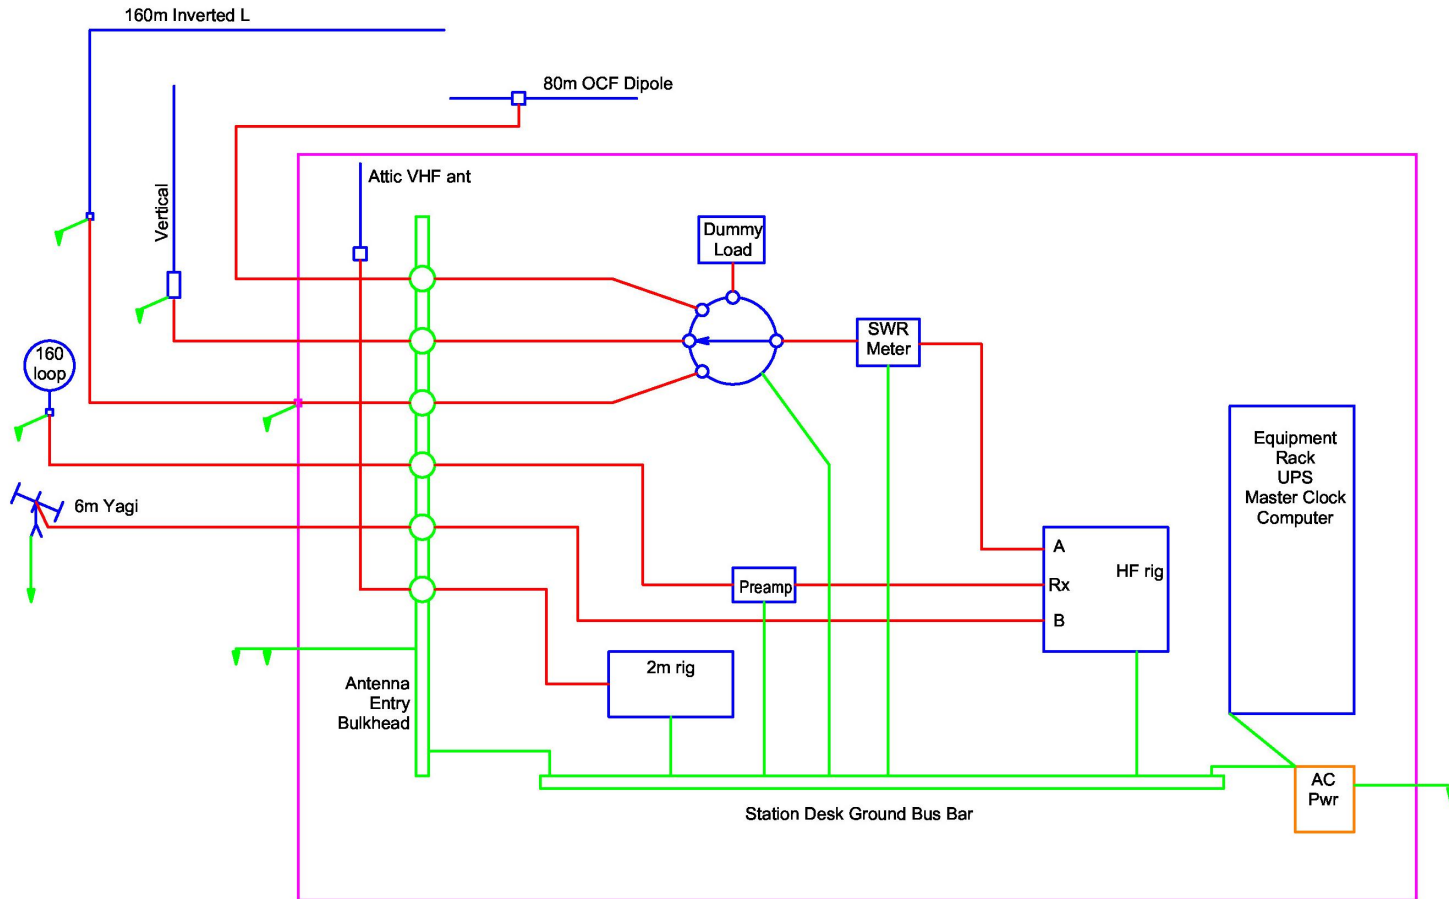 160m Inverted L
80m OCF Dipole
Attic VHF ant
Vertical
Dummy
Load
SWR
Meter
160
loop
Equipment
Rack
UPS
Master Clock
Computer
6m Yagi
A
HF rig
Rx
Preamp
B
2m rig
Antenna
Entry
Bulkhead
AC
Pwr
Station Desk Ground Bus Bar